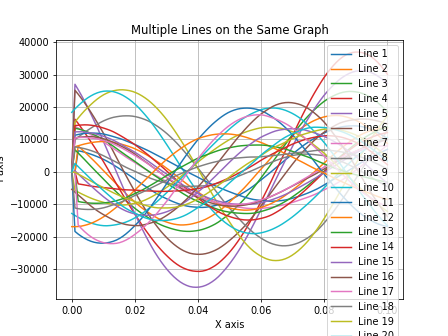 Multiple Lines on the Same Graph
40000
30000
20000
10000
0
−10000
−20000
−30000
0.00
0.02
0.04
0.06
X axis
Line 1
Line 2
Line 3
Line 4
Line 5
Line 6
Line 7
Line 8
Line 9
Line 10
Line 11
Line 12
Line 13
Line 14
Line 15
Line 16
Line 17
Line 18
Line 19
Line 20